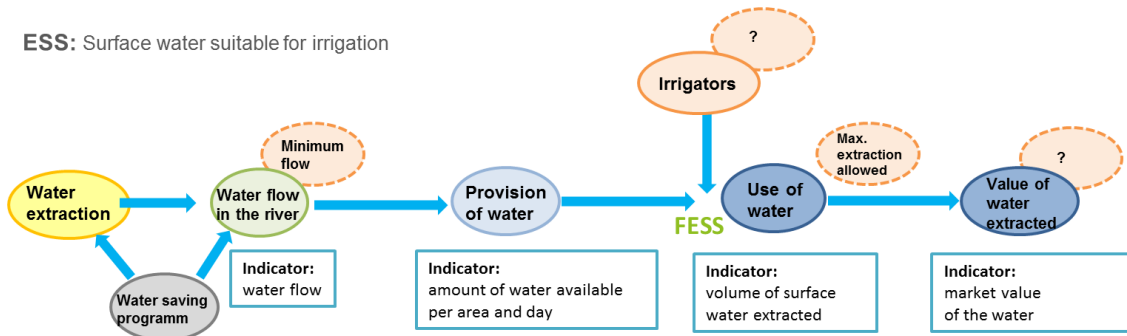 ESS: Surface water suitable for irrigation
?
Irrigators
Minimum
flow
Max.
extraction
allowed
?
Water
extraction
Water flow
in the river
Provision
of water
FESS
Use of
water
Value of
water
extracted
Water saving
programm
Indicator:
water flow
Indicator:
amount of water available
per area and day
Indicator:
volume of surface
water extracted
Indicator:
market value
of the water